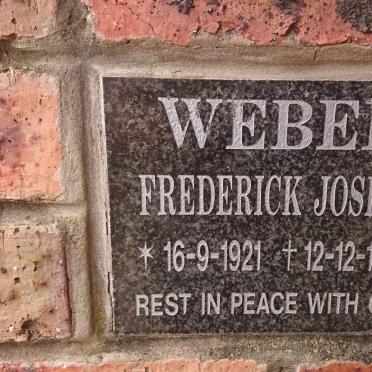 WEBE
FREDERICK JOS
* 16-9-1921 † 12-12-1
REST IN PEACE WITH